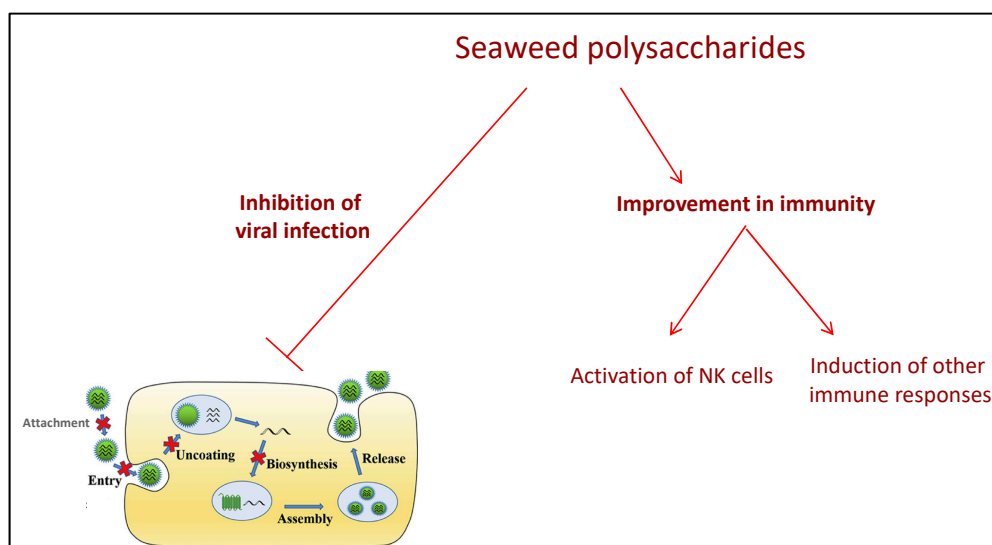 Seaweed polysaccharides
Inhibition of
viral infection
Improvement in immunity
Activation of NK cells
Induction of other
immune responses
Attachment
Entry
Uncoating
Biosynthesis
Release
Assembly
: